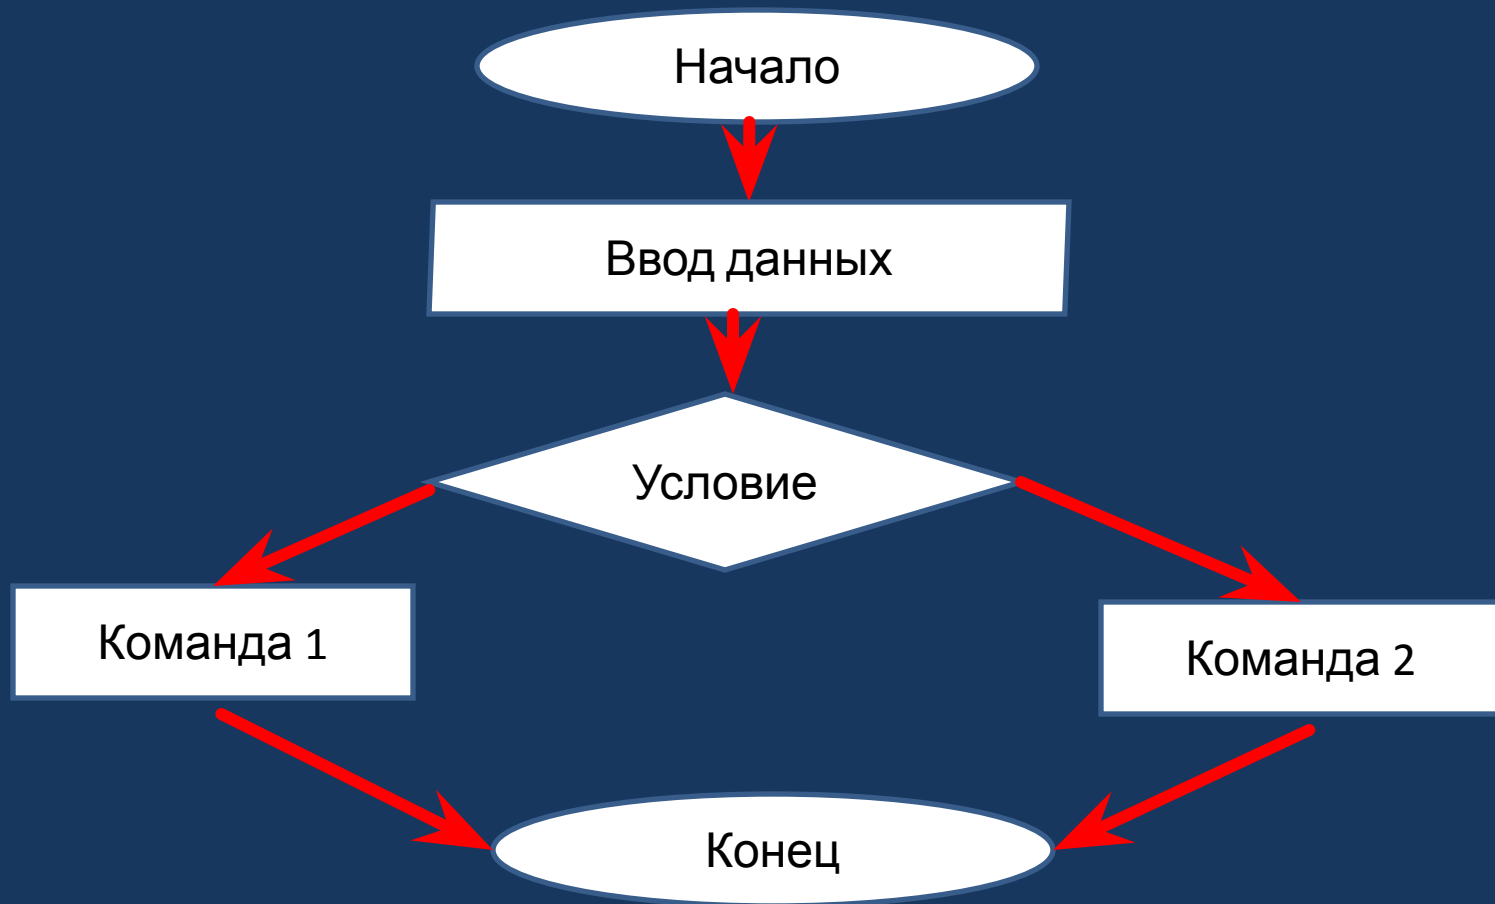 Начало
Ввод данных
Условие
Команда 1
Команда 2
Конец